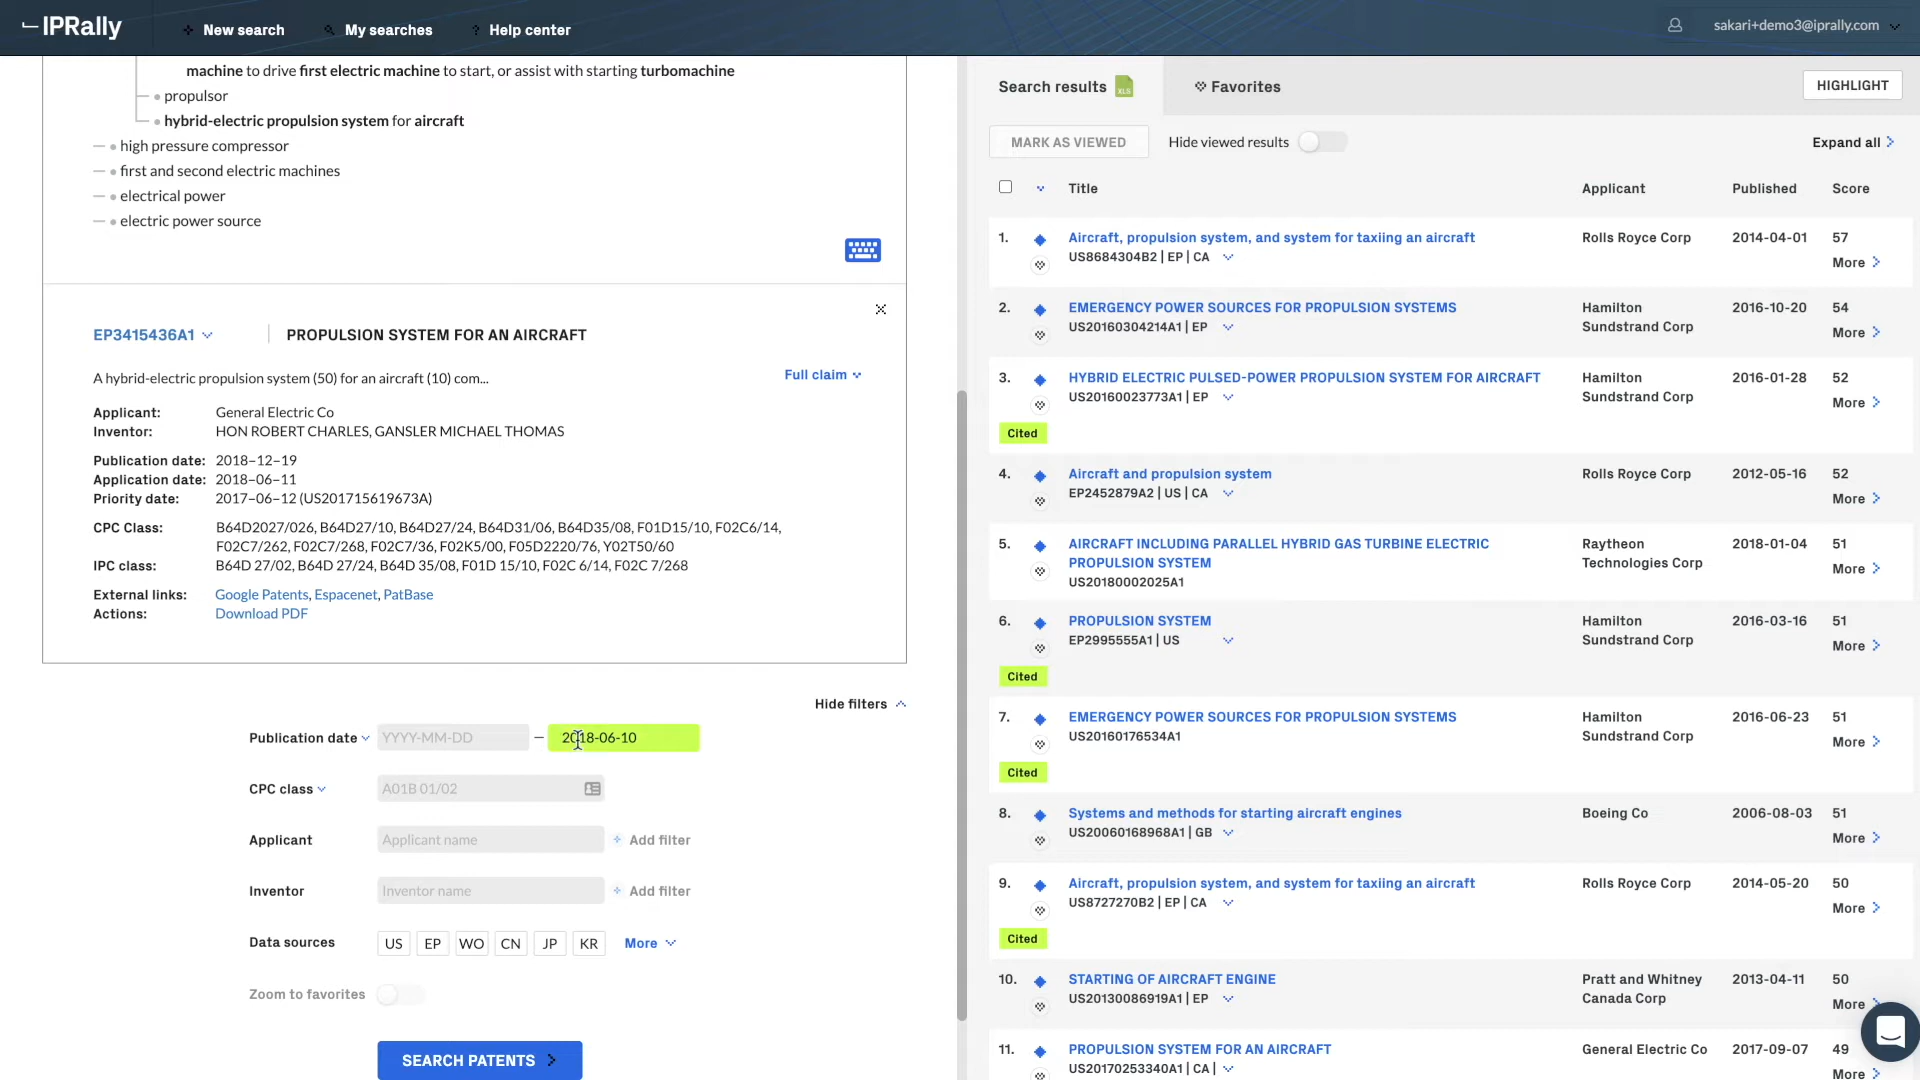 IPRally
New search
My searches
Help center
sakari+demo3@iprally.com
machine to drive first electric machine to start, or assist with starting turbomachine
propulsor
hybrid-electric propulsion system for aircraft
high pressure compressor
first and second electric machines
electrical power
electric power source
EP3415436A1
PROPULSION SYSTEM FOR AN AIRCRAFT
A hybrid-electric propulsion system (50) for an aircraft (10) com...
Full claim
Applicant: General Electric Co
Inventor: HON ROBERT CHARLES, GANSLER MICHAEL THOMAS
Publication date: 2018-12-19
Application date: 2018-06-11
Priority date: 2017-06-12 (US201715619673A)
CPC Class: B64D2027/026, B64D27/10, B64D27/24, B64D31/06, B64D35/08, F01D15/10, F02C6/14,
F02C7/262, F02C7/268, F02C7/36, F02K5/00, F05D2220/76, Y02T50/60
IPC class: B64D 27/02, B64D 27/24, B64D 35/08, F01D 15/10, F02C 6/14, F02C 7/268
External links: Google Patents, Espacenet, PatBase
Actions: Download PDF
Hide filters
Publication date YYYY-MM-DD – 2018-06-10
CPC class A01B 01/02
Applicant Applicant name + Add filter
Inventor Inventor name + Add filter
Data sources US EP WO CN JP KR More
Zoom to favorites
SEARCH PATENTS
Search results XLS
Favorites
HIGHLIGHT
MARK AS VIEWED
Hide viewed results
Expand all
Title Applicant Published Score
1. Aircraft, propulsion system, and system for taxiing an aircraft Rolls Royce Corp 2014-04-01 57
US8684304B2 | EP | CA More
2. EMERGENCY POWER SOURCES FOR PROPULSION SYSTEMS Hamilton 2016-10-20 54
US20160304214A1 | EP Sundstrand Corp More
3. HYBRID ELECTRIC PULSED-POWER PROPULSION SYSTEM FOR AIRCRAFT Hamilton 2016-01-28 52
US20160023773A1 | EP Sundstrand Corp More
Cited
4. Aircraft and propulsion system Rolls Royce Corp 2012-05-16 52
EP2452879A2 | US | CA More
5. AIRCRAFT INCLUDING PARALLEL HYBRID GAS TURBINE ELECTRIC Raytheon 2018-01-04 51
PROPULSION SYSTEM Technologies Corp More
US20180002025A1
6. PROPULSION SYSTEM Hamilton 2016-03-16 51
EP2995555A1 | US Sundstrand Corp More
Cited
7. EMERGENCY POWER SOURCES FOR PROPULSION SYSTEMS Hamilton 2016-06-23 51
US20160176534A1 Sundstrand Corp More
Cited
8. Systems and methods for starting aircraft engines Boeing Co 2006-08-03 51
US20060168968A1 | GB More
9. Aircraft, propulsion system, and system for taxiing an aircraft Rolls Royce Corp 2014-05-20 50
US8727270B2 | EP | CA More
Cited
10. STARTING OF AIRCRAFT ENGINE Pratt and Whitney 2013-04-11 50
US20130086919A1 | EP Canada Corp More
11. PROPULSION SYSTEM FOR AN AIRCRAFT General Electric Co 2017-09-07 49
US20170253340A1 | CA | More